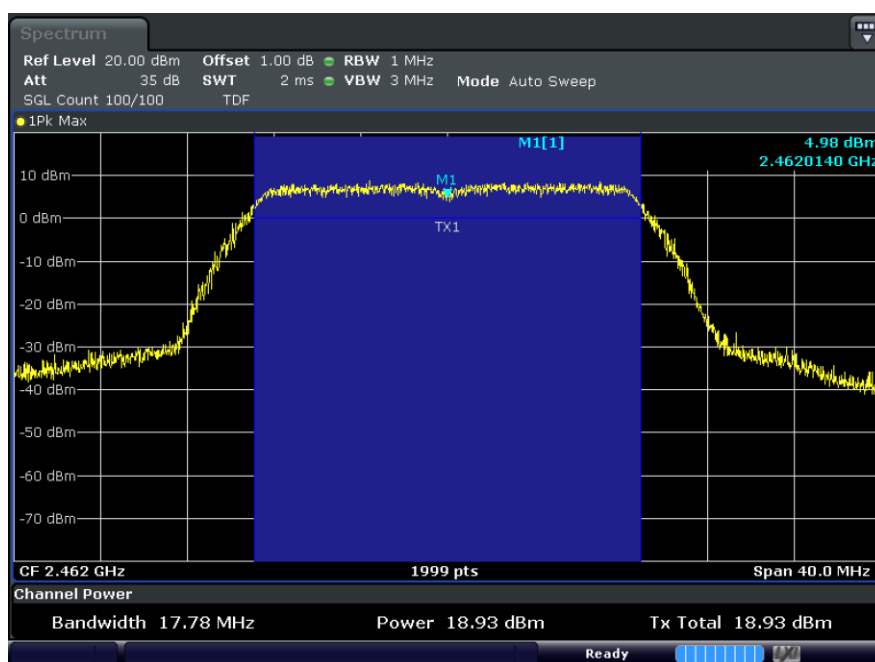 Spectrum
Ref Level 20.00 dBm Offset 1.00 dB RBW 1 MHz
Att 35 dB SWT 2 ms VBW 3 MHz Mode Auto Sweep
SGL Count 100/100 TDF
1Pk Max
M1[1] 4.98 dBm
2.4620140 GHz
10 dBm
M1
0 dBm
TX1
-10 dBm
-20 dBm
-30 dBm
-40 dBm
-50 dBm
-60 dBm
-70 dBm
CF 2.462 GHz 1999 pts Span 40.0 MHz
Channel Power
Bandwidth 17.78 MHz Power 18.93 dBm Tx Total 18.93 dBm
Ready